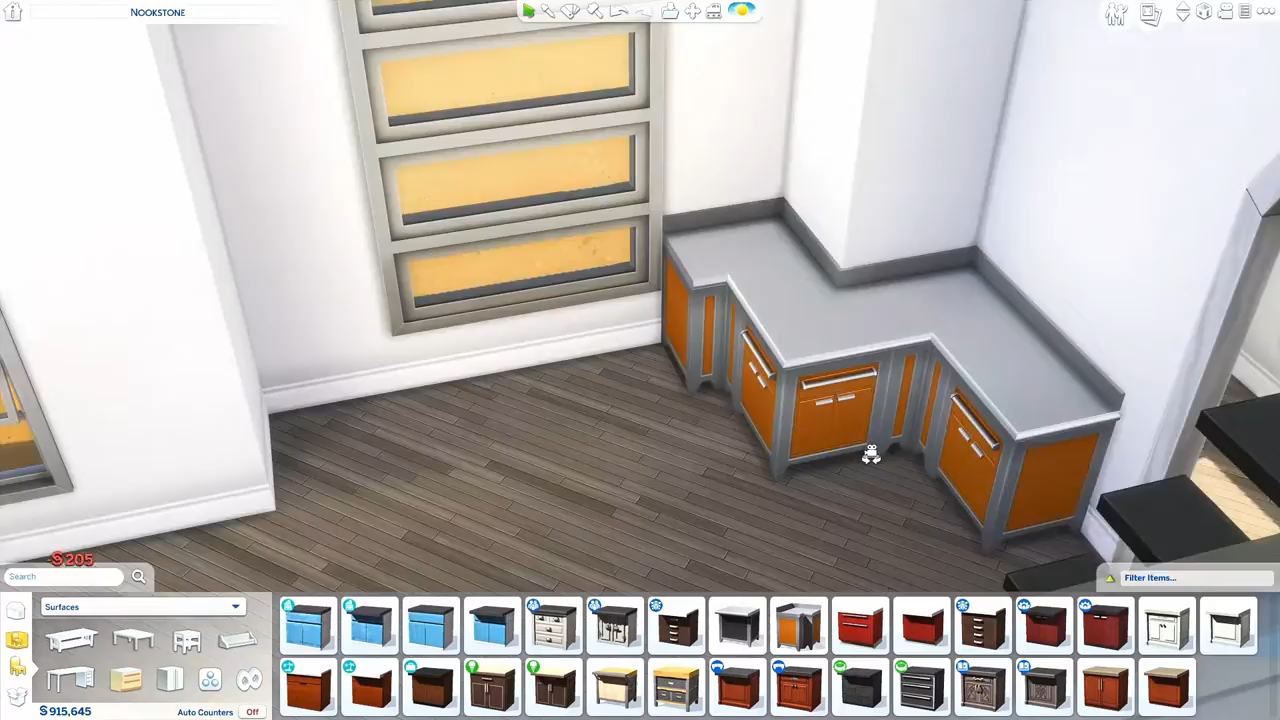 NOOKSTONE
§205
Search
Filter Items...
Surfaces
§915,645
Auto Counters
Off